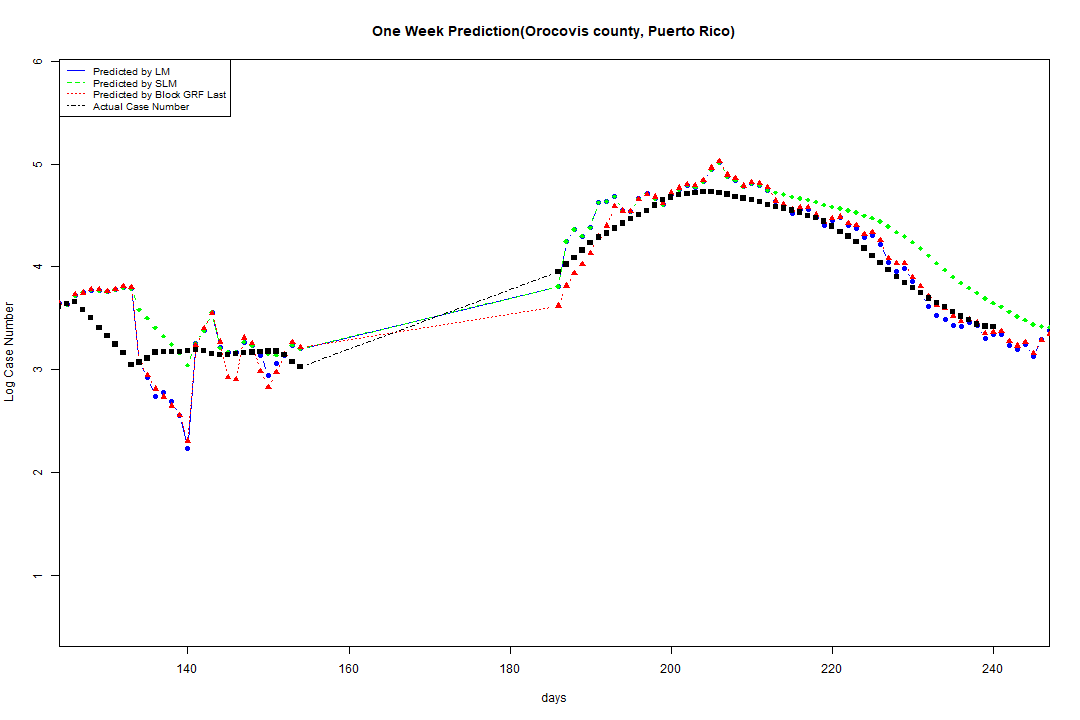 One Week Prediction(Orocovis county, Puerto Rico)
Predicted by LM
Predicted by SLM
Predicted by Block GRF Last
Actual Case Number
6
5
4
3
2
1
Log Case Number
140 160 180 200 220 240
days